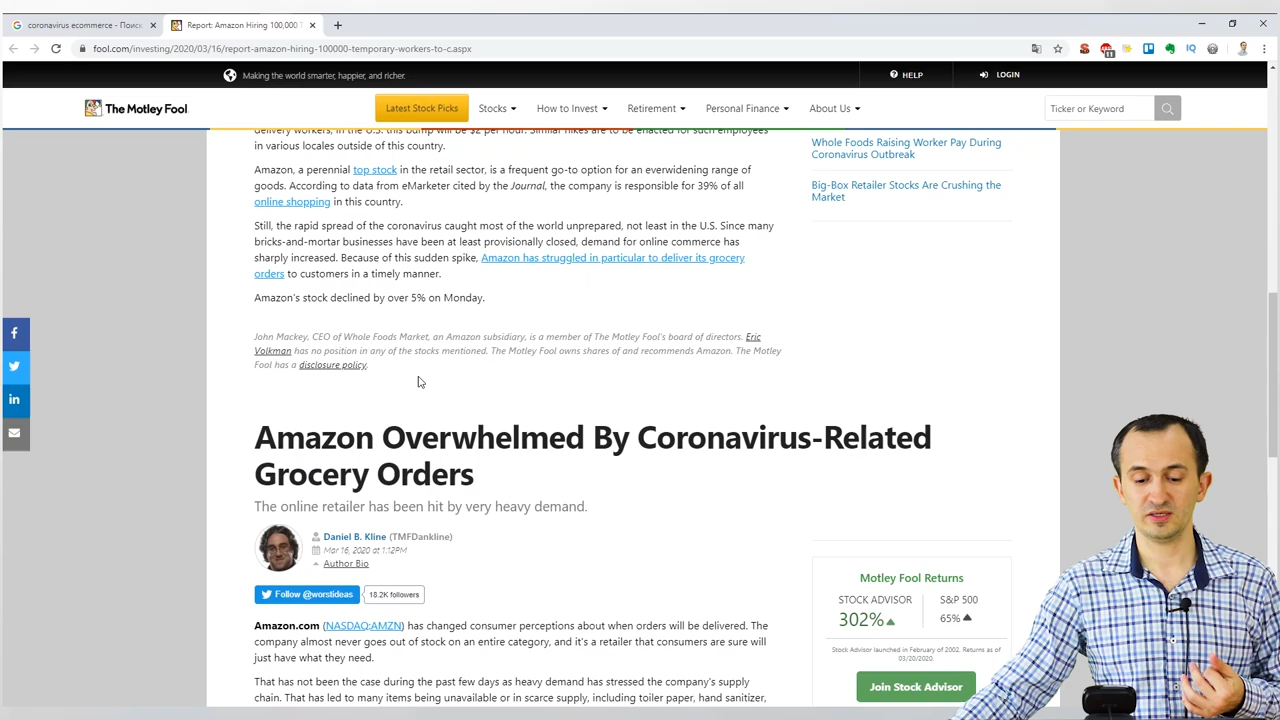 coronavirus ecommerce - Поиск
Report: Amazon Hiring 100,000 T
fool.com/investing/2020/03/16/report-amazon-hiring-100000-temporary-workers-to-c.aspx
11
IQ
Making the world smarter, happier, and richer.
HELP
LOGIN
The Motley Fool
Latest Stock Picks
Stocks
How to Invest
Retirement
Personal Finance
About Us
Ticker or Keyword
delivery workers, in the U.S. this bump will be $2 per hour. Similar hikes are to be enacted for such employees
in various locales outside of this country.
Amazon, a perennial top stock in the retail sector, is a frequent go-to option for an everwidening range of
goods. According to data from eMarketer cited by the Journal, the company is responsible for 39% of all
online shopping in this country.
Still, the rapid spread of the coronavirus caught most of the world unprepared, not least in the U.S. Since many
bricks-and-mortar businesses have been at least provisionally closed, demand for online commerce has
sharply increased. Because of this sudden spike, Amazon has struggled in particular to deliver its grocery
orders to customers in a timely manner.
Amazon's stock declined by over 5% on Monday.
John Mackey, CEO of Whole Foods Market, an Amazon subsidiary, is a member of The Motley Fool's board of directors. Eric
Volkman has no position in any of the stocks mentioned. The Motley Fool owns shares of and recommends Amazon. The Motley
Fool has a disclosure policy.
Whole Foods Raising Worker Pay During
Coronavirus Outbreak
Big-Box Retailer Stocks Are Crushing the
Market
Amazon Overwhelmed By Coronavirus-Related
Grocery Orders
The online retailer has been hit by very heavy demand.
Daniel B. Kline (TMFDankline)
Mar 16, 2020 at 1:12PM
Author Bio
Follow @worstideas
18.2K followers
Amazon.com (NASDAQ:AMZN) has changed consumer perceptions about when orders will be delivered. The
company almost never goes out of stock on an entire category, and it's a retailer that consumers are sure will
just have what they need.
That has not been the case during the past few days as heavy demand has stressed the company's supply
chain. That has led to many items being unavailable or in scarce supply, including toilet paper, hand sanitizer,
Motley Fool Returns
STOCK ADVISOR
S&P 500
302%
65%
Stock Advisor launched in February of 2002. Returns as of
03/20/2020.
Join Stock Advisor